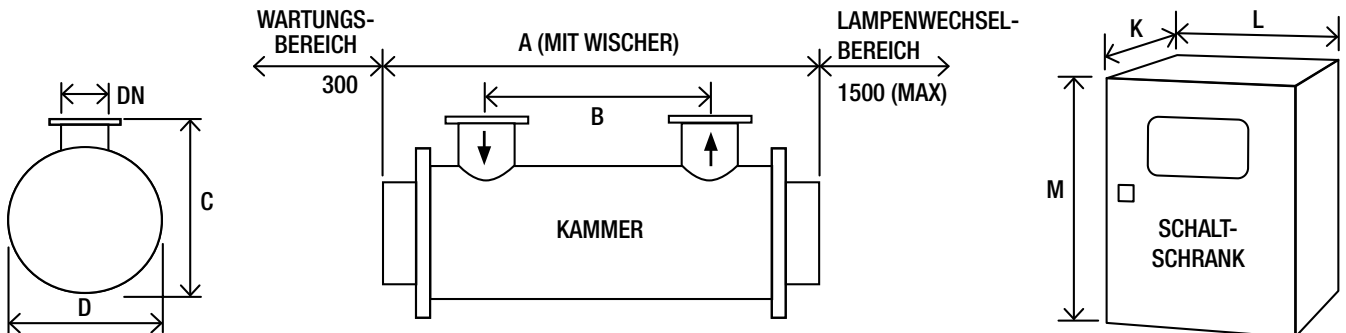 DN
C
D
WARTUNGS-
BEREICH
300
A (MIT WISCHER)
LAMPENWECHSEL-
BEREICH
1500 (MAX)
B
KAMMER
K
L
M
SCHALT-
SCHRANK